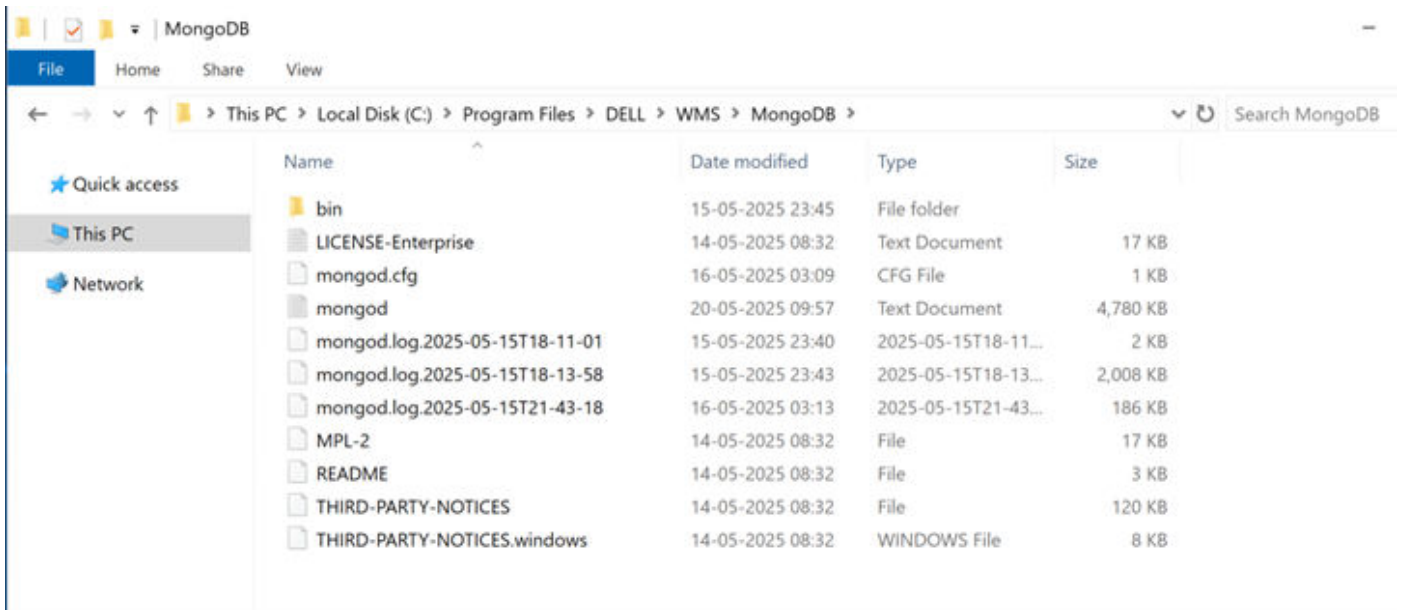 MongoDB
File Home Share View
This PC > Local Disk (C:) > Program Files > DELL > WMS > MongoDB > Search MongoDB
Quick access
This PC
Network
Name Date modified Type Size
bin 15-05-2025 23:45 File folder
LICENSE-Enterprise 14-05-2025 08:32 Text Document 17 KB
mongod.cfg 16-05-2025 03:09 CFG File 1 KB
mongod 20-05-2025 09:57 Text Document 4,780 KB
mongod.log.2025-05-15T18-11-01 15-05-2025 23:40 2025-05-15T18-11... 2 KB
mongod.log.2025-05-15T18-13-58 15-05-2025 23:43 2025-05-15T18-13... 2,008 KB
mongod.log.2025-05-15T21-43-18 16-05-2025 03:13 2025-05-15T21-43... 186 KB
MPL-2 14-05-2025 08:32 File 17 KB
README 14-05-2025 08:32 File 3 KB
THIRD-PARTY-NOTICES 14-05-2025 08:32 File 120 KB
THIRD-PARTY-NOTICES.windows 14-05-2025 08:32 WINDOWS File 8 KB